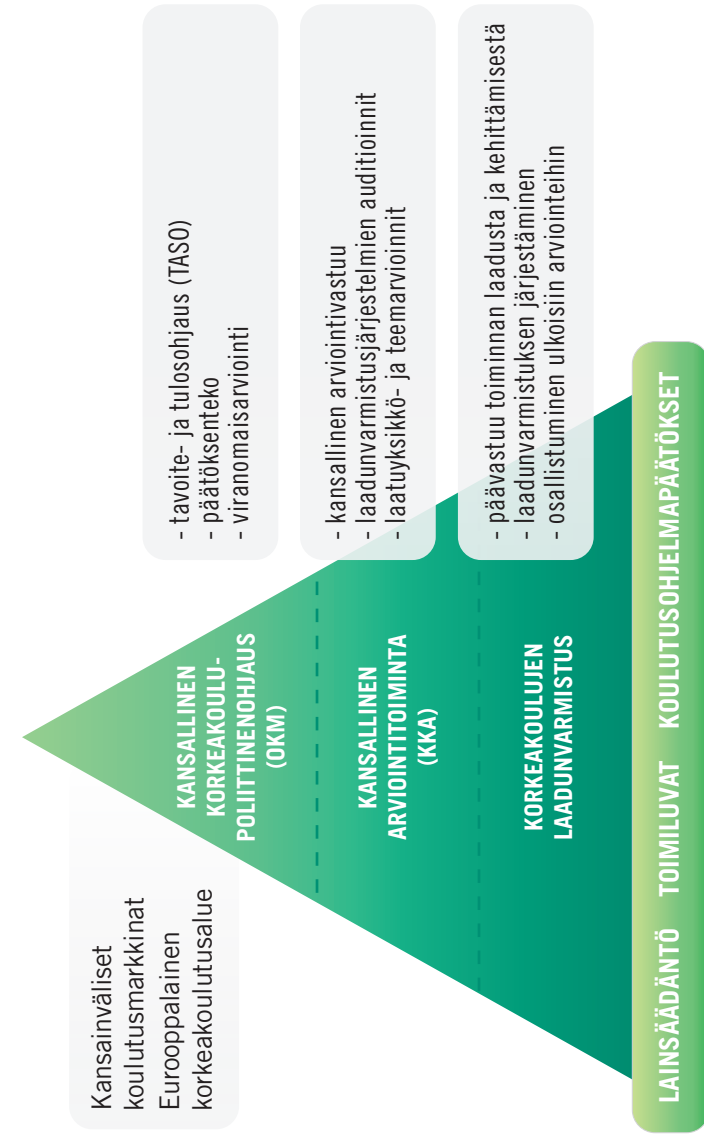 Kansainväliset
koulutusmarkkinat
Eurooppalainen
korkeakoulutusalue
KANSALLINEN
KORKEAKOULU-
POLIITTINENOHJAUS
(OKM)
- tavoite- ja tulosohjaus (TASO)
- päätöksenteko
- viranomaisarviointi
KANSALLINEN
ARVIOINTITOIMINTA
(KKA)
- kansallinen arviointivastuu
- laadunvarmistusjärjestelmien auditioinnit
- laatuyksikkö- ja teemarvioinnit
KORKEAKOULUJEN
LAADUNVARMISTUS
- päävastuu toiminnan laadusta ja kehittämisestä
- laadunvarmistuksen järjestäminen
- osallistuminen ulkoisiin arviointeihin
LAINSÄÄDÄNTÖ TOIMILUVAT KOULUTUSOHJELMAPÄÄTÖKSET